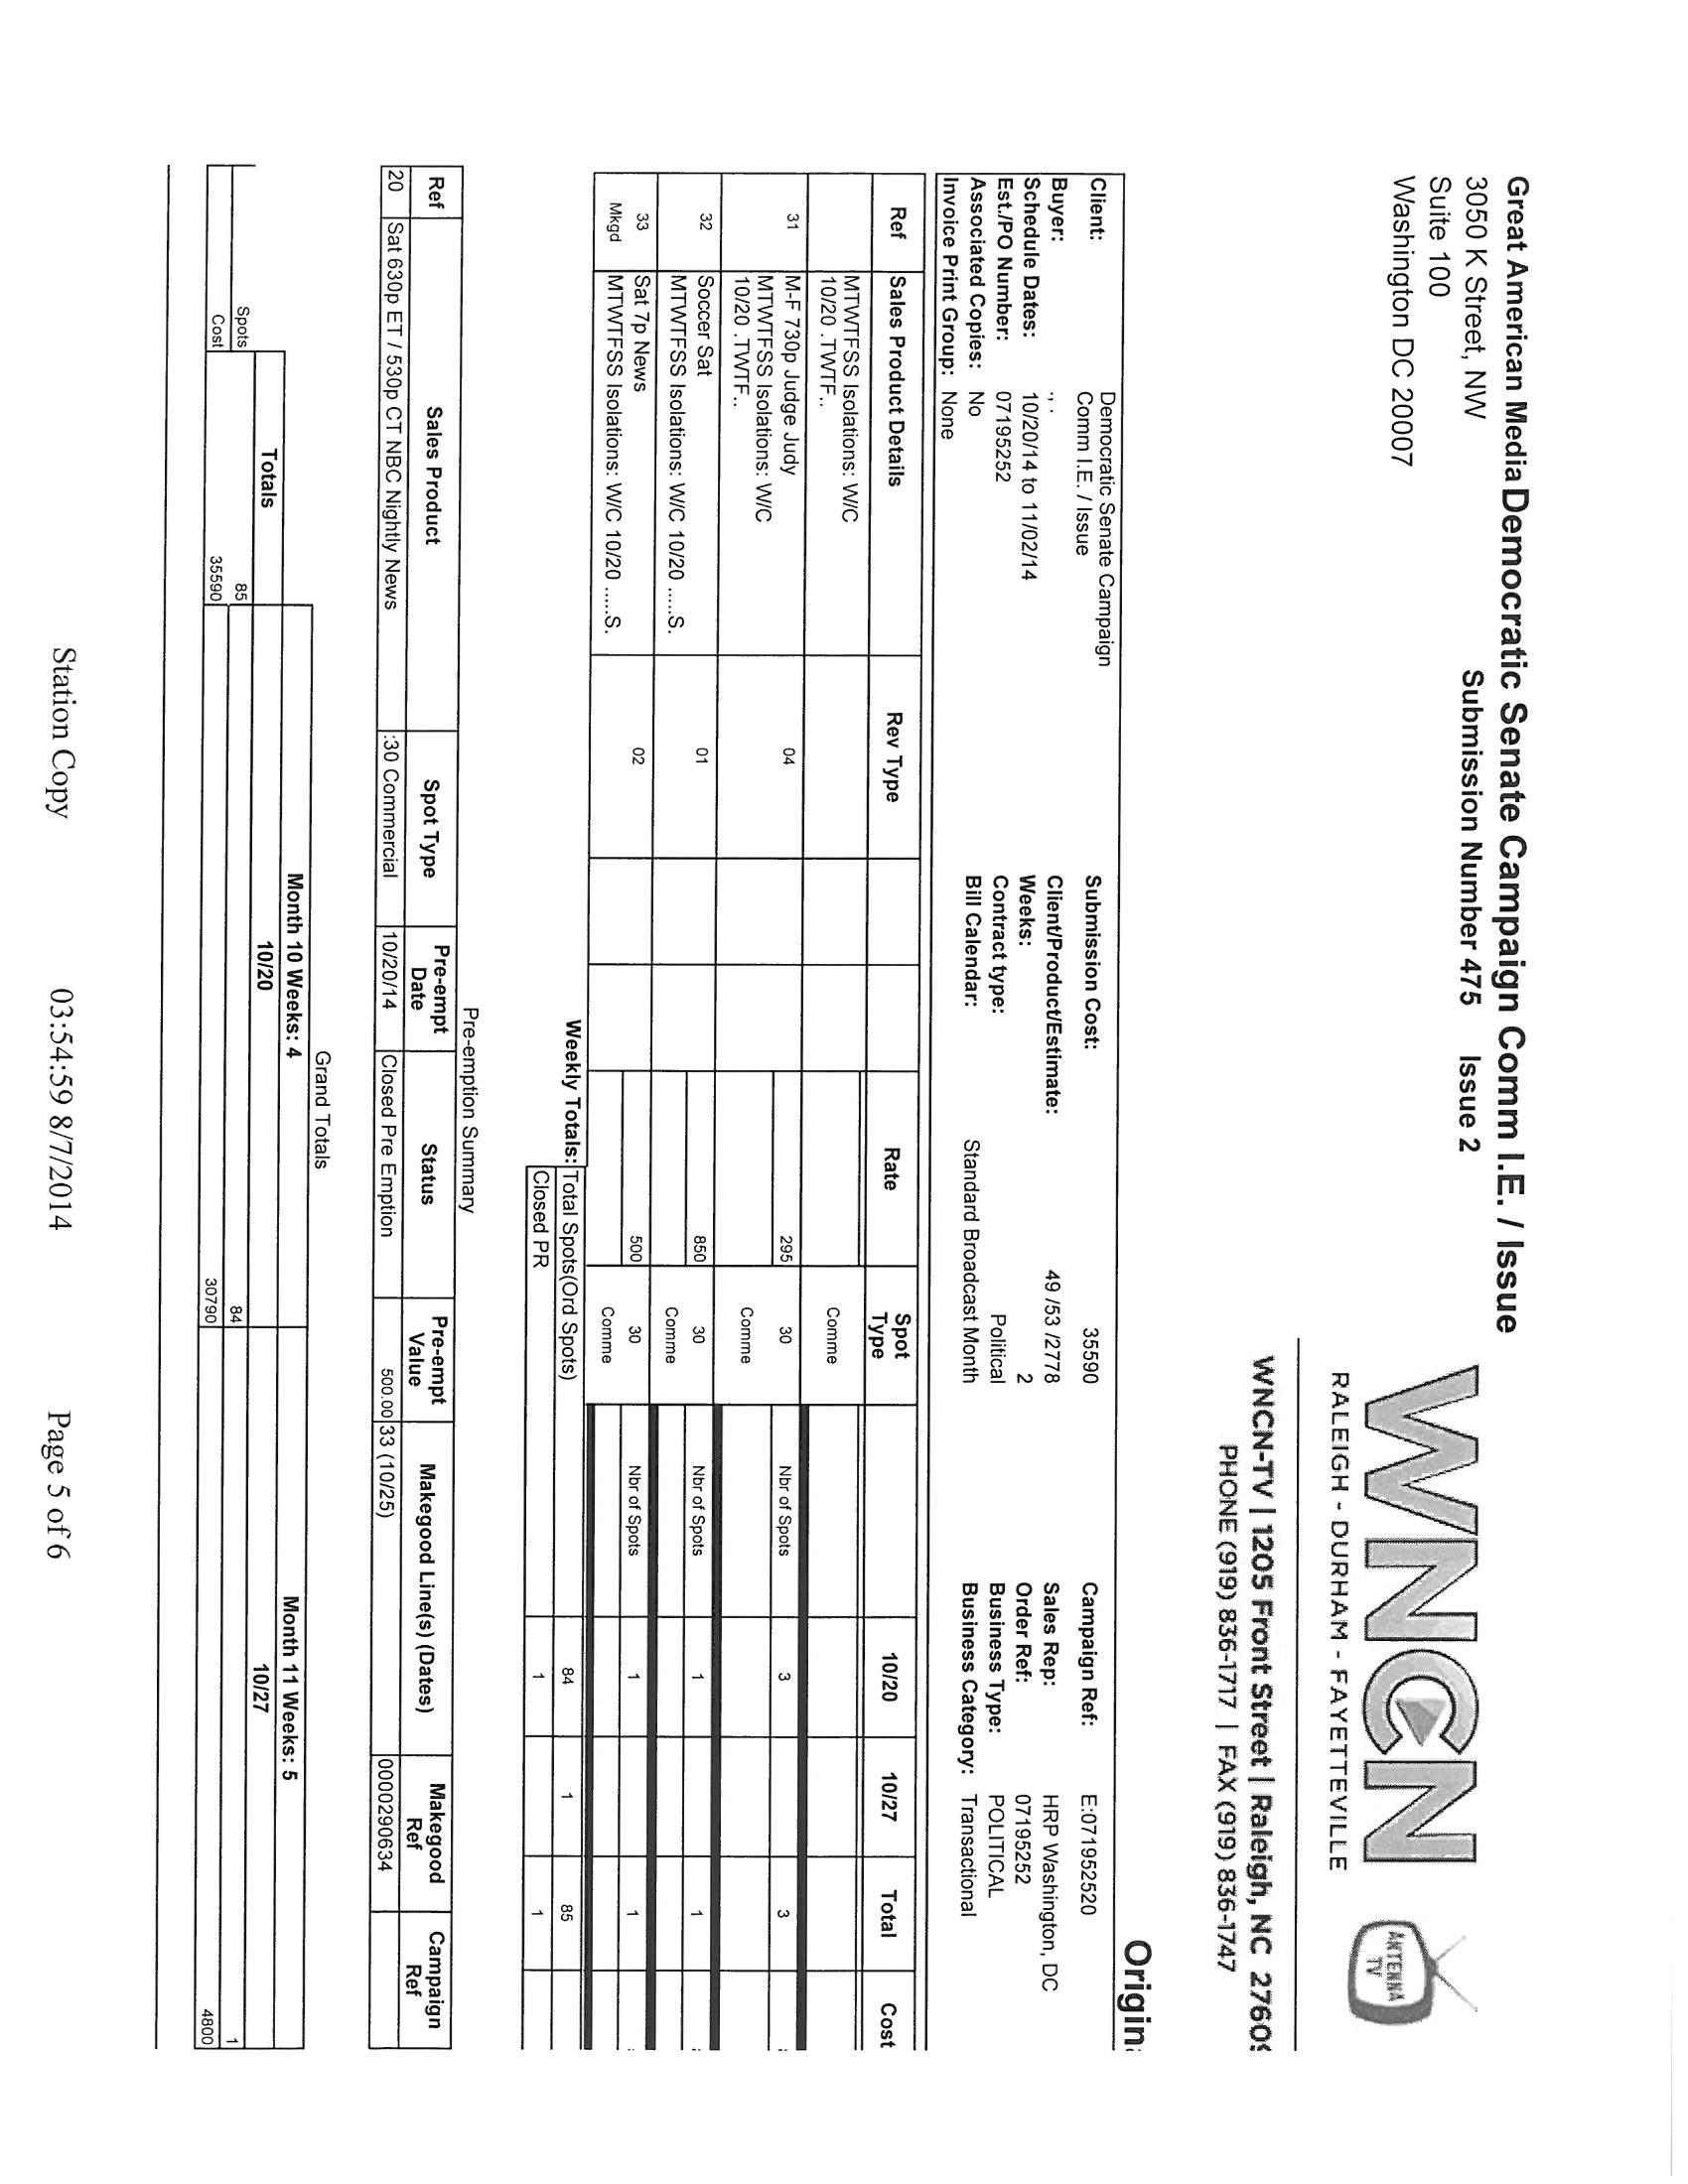 Great American Media Democratic Senate Campaign Comm I.E. / Issue
3050 K Street, NW
Submission Number 475 Issue 2
Suite 100
Washington DC 20007
WNCN
RALEIGH - DURHAM - FAYETTEVILLE
ANTENNA
TV
WNCN-TV | 1205 Front Street | Raleigh, NC 27609
PHONE (919) 836-1717 | FAX (919) 836-1747
Origin
Client: Democratic Senate Campaign Comm I.E. / Issue
Submission Cost: 35590
Campaign Ref: E:071952520
Buyer: ., .
Client/Product/Estimate: 49 /53 /2778
Sales Rep: HRP Washington, DC
Schedule Dates: 10/20/14 to 11/02/14
Weeks: 2
Order Ref: 07195252
Est./PO Number: 07195252
Contract type: Political
Business Type: POLITICAL
Associated Copies: No
Bill Calendar: Standard Broadcast Month
Business Category: Transactional
Invoice Print Group: None
Ref Sales Product Details Rev Type Rate Spot Type 10/20 10/27 Total Cost
MTWTFSS Isolations: W/C Comme
10/20 .TWTF..
31 M-F 730p Judge Judy 04 295 30 Nbr of Spots 3 3
MTWTFSS Isolations: W/C Comme
10/20 .TWTF..
32 Soccer Sat 01 850 30 Nbr of Spots 1 1
MTWTFSS Isolations: W/C 10/20 .....S. Comme
33 Sat 7p News 02 500 30 Nbr of Spots 1 1
Mkgd MTWTFSS Isolations: W/C 10/20 .....S. Comme
Weekly Totals: Total Spots(Ord Spots) 84 1 85
Closed PR 1 1
Pre-emption Summary
Ref Sales Product Spot Type Pre-empt Date Status Pre-empt Value Makegood Line(s) (Dates) Makegood Ref Campaign Ref
20 Sat 630p ET / 530p CT NBC Nightly News :30 Commercial 10/20/14 Closed Pre Emption 500.00 33 (10/25) 0000290634
Grand Totals
Month 10 Weeks: 4 Month 11 Weeks: 5
Totals 10/20 10/27
Spots 85 84 1
Cost 35590 30790 4800
Station Copy 03:54:59 8/7/2014 Page 5 of 6